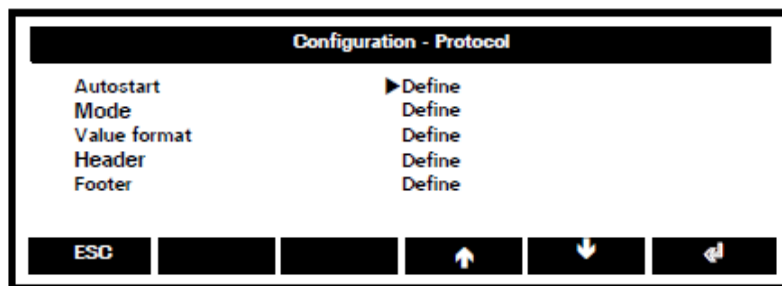 Configuration - Protocol
Autostart ▶Define
Mode Define
Value format Define
Header Define
Footer Define
ESC ↑ ↓ ↲